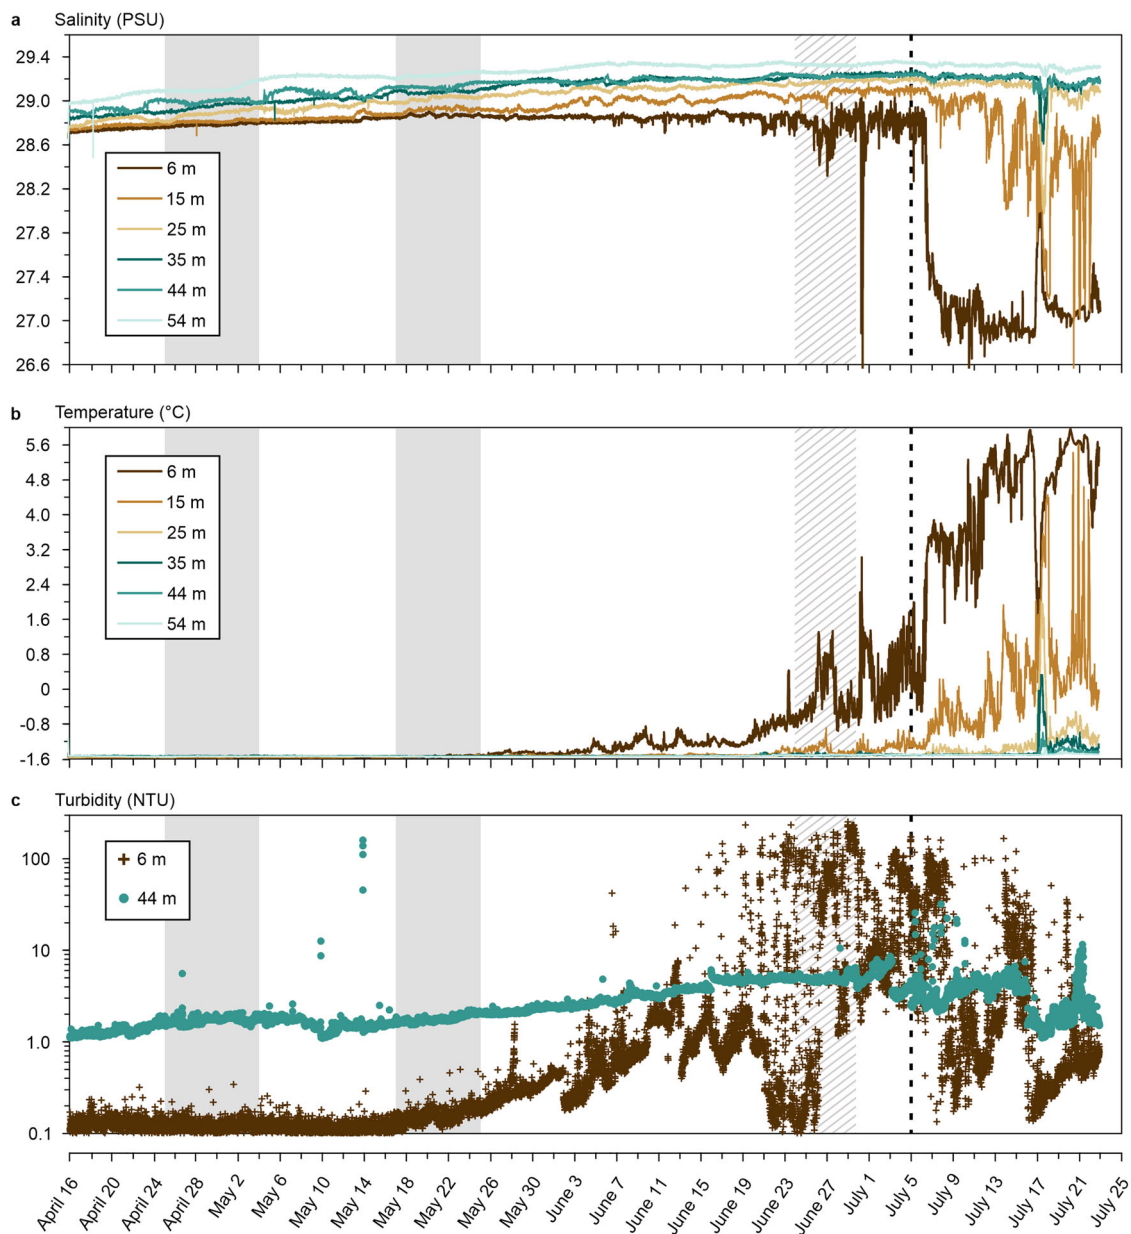 a Salinity (PSU)
29.4
29.0
28.6
28.2
27.8
27.4
27.0
26.6
6 m
15 m
25 m
35 m
44 m
54 m
b Temperature (°C)
5.6
4.8
4.0
3.2
2.4
1.6
0.8
0
-0.8
-1.6
6 m
15 m
25 m
35 m
44 m
54 m
c Turbidity (NTU)
100
10
1.0
0.1
6 m
44 m
April 16
April 20
April 24
April 28
May 2
May 6
May 10
May 14
May 18
May 22
May 26
May 30
June 3
June 7
June 11
June 15
June 19
June 23
June 27
July 1
July 5
July 9
July 13
July 17
July 21
July 25